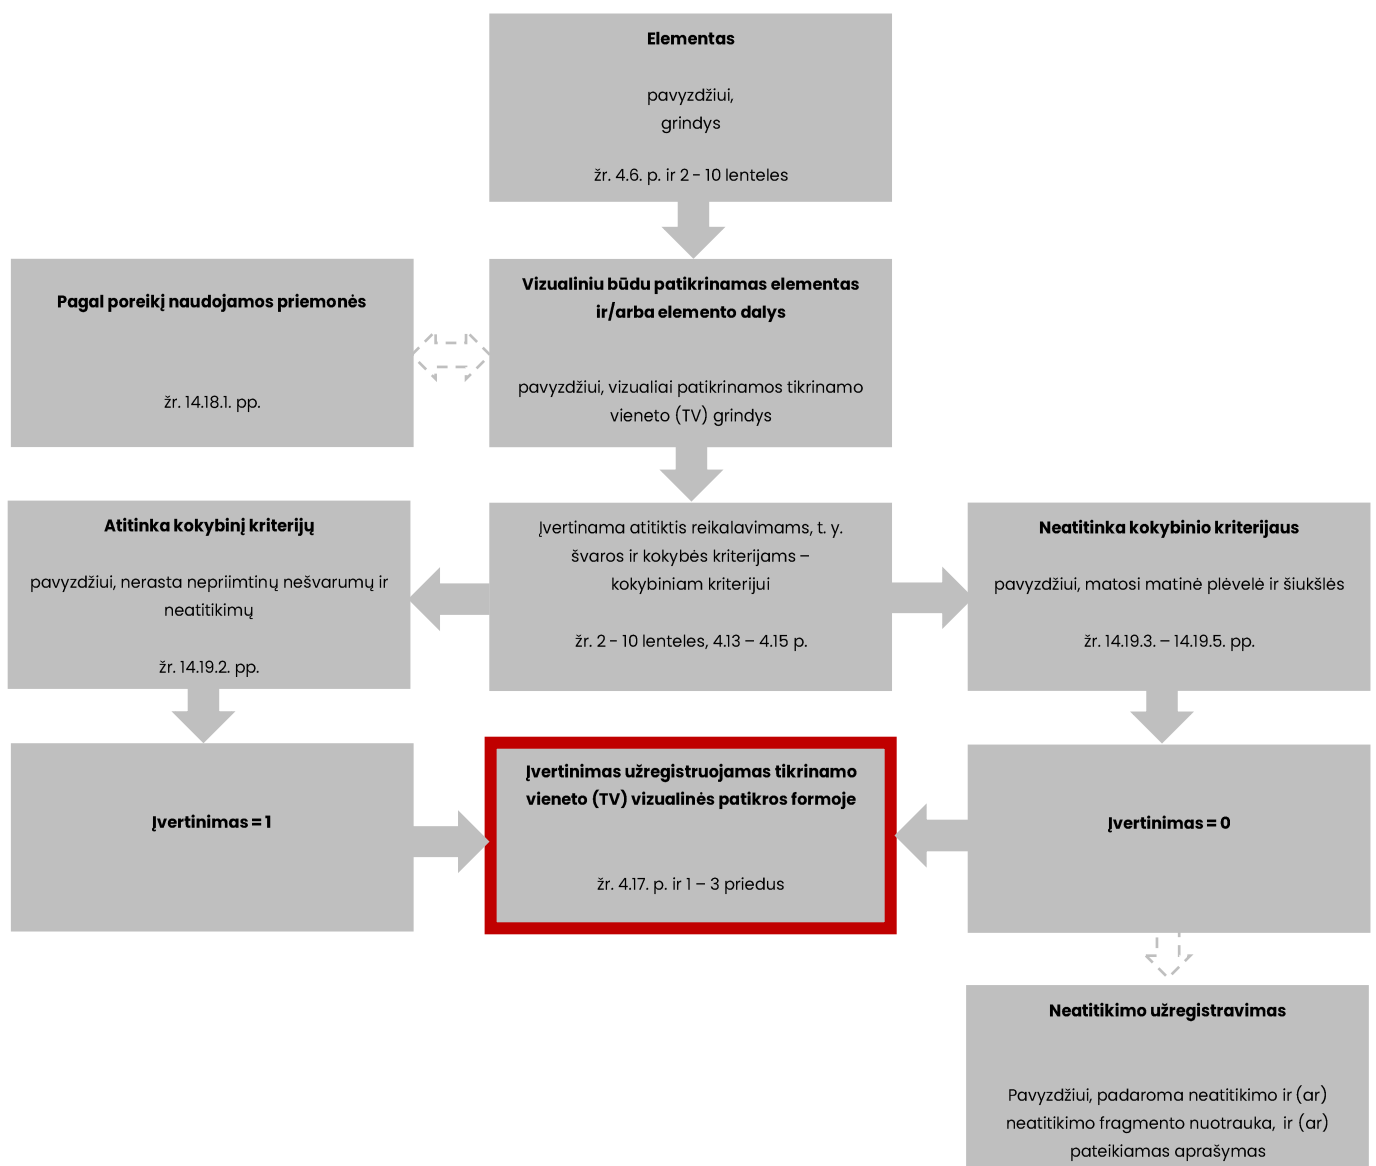 Elementas
pavyzdžiui,
grindys
žr. 4.6. p. ir 2 - 10 lenteles
Pagal poreikį naudojamos priemonės
žr. 14.18.1. pp.
Vizualiniu būdu patikrinamas elementas
ir/arba elemento dalys
pavyzdžiui, vizualiai patikrinamos tikrinamo
vieneto (TV) grindys
Atitinka kokybinį kriterijų
pavyzdžiui, nerasta nepriimtinų nešvarumų ir
neatitikimų
žr. 14.19.2. pp.
Įvertinama atitiktis reikalavimams, t. y.
švaros ir kokybės kriterijams –
kokybiniam kriterijui
žr. 2 - 10 lenteles, 4.13 – 4.15 p.
Neatitinka kokybinio kriterijaus
pavyzdžiui, matosi matinė plėvelė ir šiukšlės
žr. 14.19.3. – 14.19.5. pp.
Įvertinimas = 1
Įvertinimas užregistruojamas tikrinamo
vieneto (TV) vizualinės patikros formoje
žr. 4.17. p. ir 1 – 3 priedus
Įvertinimas = 0
Neatitikimo užregistravimas
Pavyzdžiui, padaroma neatitikimo ir (ar)
neatitikimo fragmento nuotrauka, ir (ar)
pateikiamas aprašymas